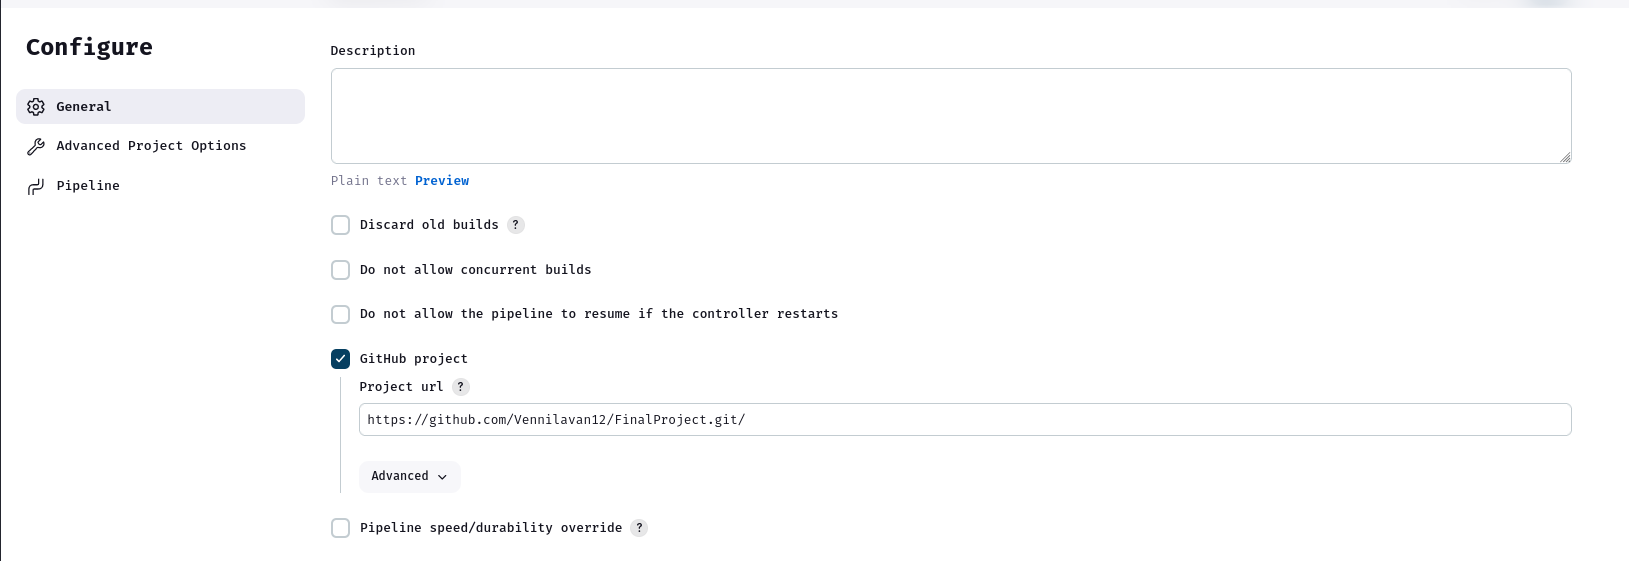 Configure
General
Advanced Project Options
Pipeline
Description
Plain text Preview
Discard old builds ?
Do not allow concurrent builds
Do not allow the pipeline to resume if the controller restarts
GitHub project
Project url ?
https://github.com/Vennilavan12/FinalProject.git/
Advanced
Pipeline speed/durability override ?